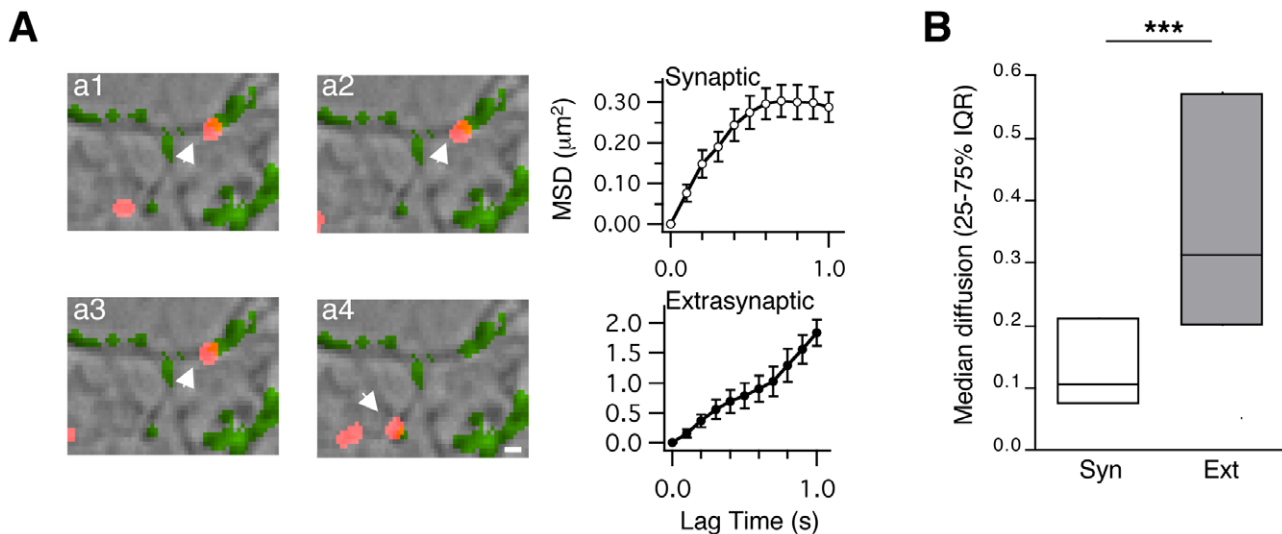 A
a1
a2
a3
a4
Synaptic
MSD (μm²)
0.30
0.20
0.10
0.00
0.0
1.0
Extrasynaptic
2.0
1.5
1.0
0.5
0.0
0.0
1.0
Lag Time (s)
B
***
Median diffusion (25-75% IQR)
0.6
0.5
0.4
0.3
0.2
0.1
0.0
Syn
Ext